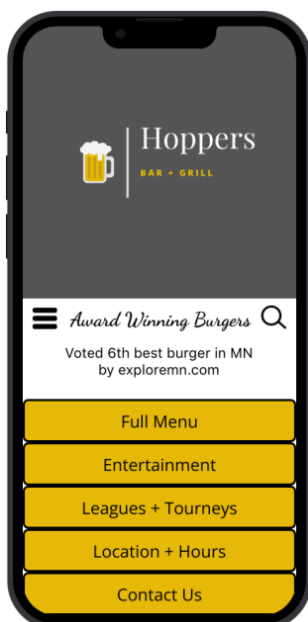 Hoppers
BAR + GRILL
Award Winning Burgers
Voted 6th best burger in MN
by exploremn.com
Full Menu
Entertainment
Leagues + Tourneys
Location + Hours
Contact Us